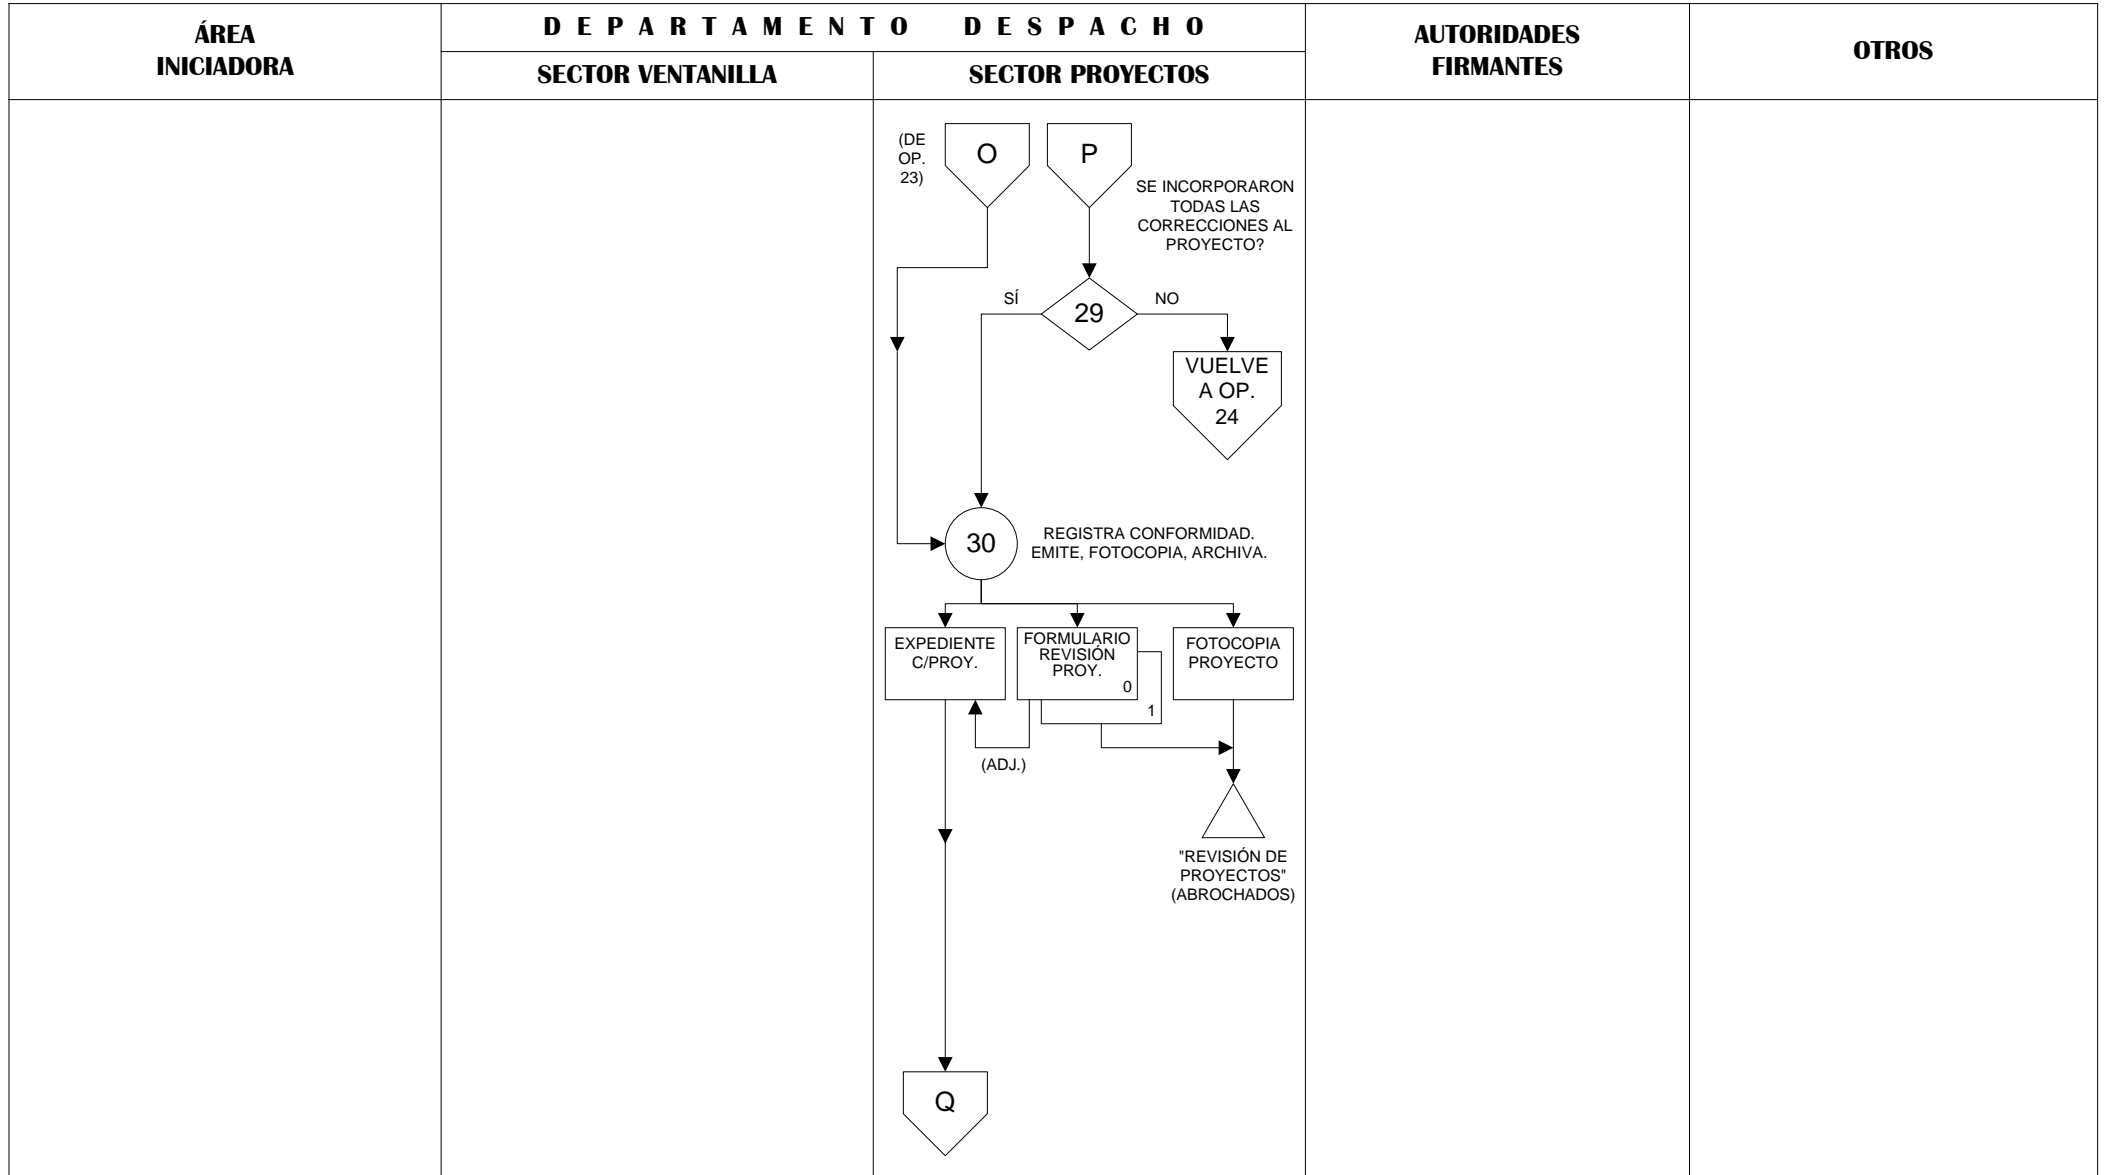 ÁREA
INICIADORA
DEPARTAMENTO DESPACHO
SECTOR VENTANILLA
SECTOR PROYECTOS
AUTORIDADES
FIRMANTES
OTROS
(DE
OP.
23)
O
P
SE INCORPORARON
TODAS LAS
CORRECCIONES AL
PROYECTO?
SÍ
29
NO
VUELVE
A OP.
24
30
REGISTRA CONFORMIDAD.
EMITE, FOTOCOPIA, ARCHIVA.
EXPEDIENTE
C/PROY.
FORMULARIO
REVISIÓN
PROY.
0
1
FOTOCOPIA
PROYECTO
(ADJ.)
"REVISIÓN DE
PROYECTOS"
(ABROCHADOS)
Q